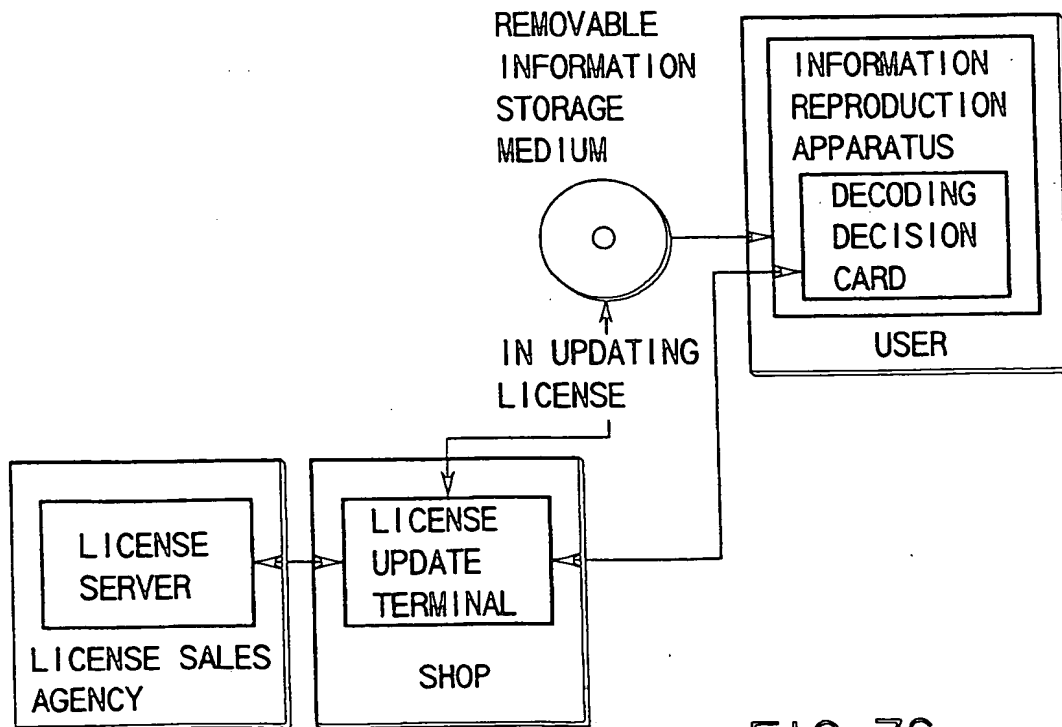 REMOVABLE
INFORMATION
STORAGE
MEDIUM
INFORMATION
REPRODUCTION
APPARATUS
DECODING
DECISION
CARD
USER
IN UPDATING
LICENSE
LICENSE
SERVER
LICENSE SALES
AGENCY
LICENSE
UPDATE
TERMINAL
SHOP